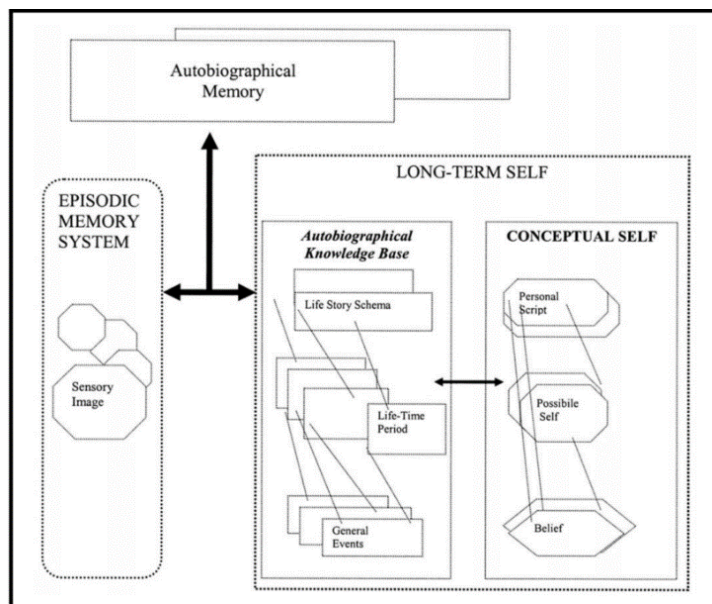 Autobiographical
Memory
EPISODIC
MEMORY
SYSTEM
Sensory
Image
LONG-TERM SELF
Autobiographical
Knowledge Base
Life Story Schema
Life-Time
Period
General
Events
CONCEPTUAL SELF
Personal
Script
Possibile
Self
Belief